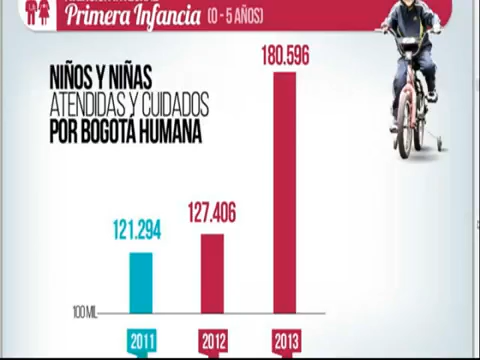 Primera Infancia (0 - 5 AÑOS)
NIÑOS Y NIÑAS
ATENDIDAS Y CUIDADOS
POR BOGOTÁ HUMANA
180.596
127.406
121.294
100 MIL
2011 2012 2013